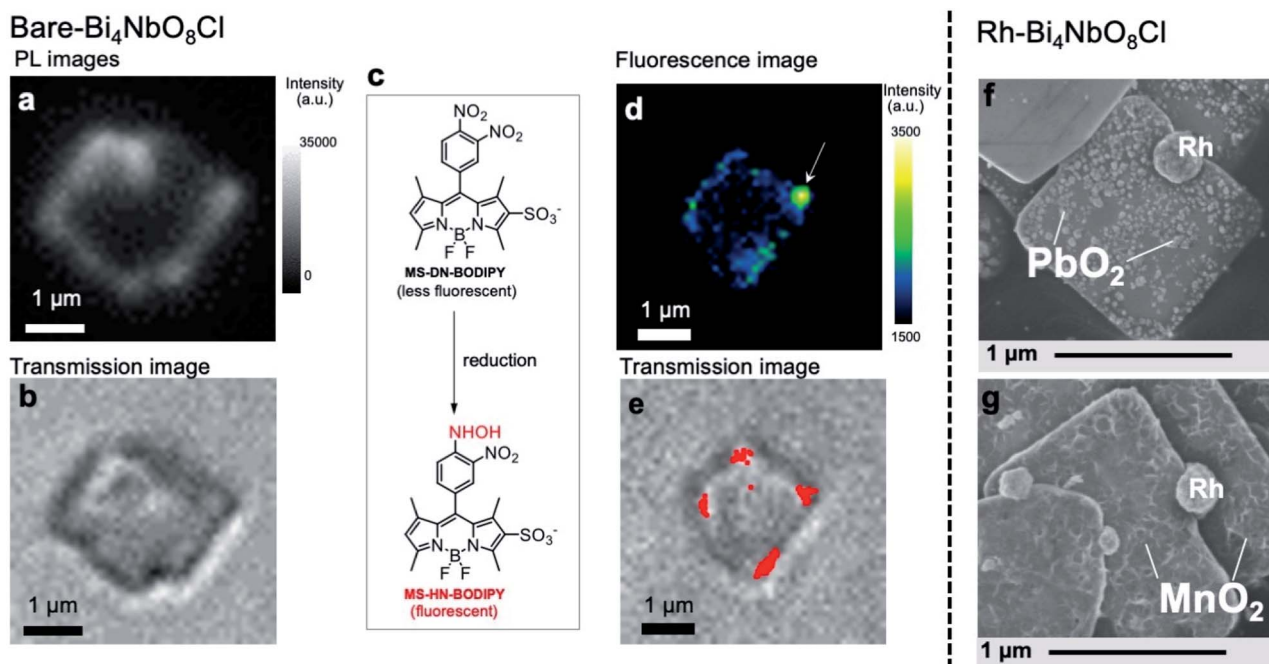 Bare-Bi₄NbO₈Cl
PL images
a
Intensity
(a.u.)
35000
0
1 µm
Transmission image
b
1 µm
c
NO₂
NO₂
SO₃⁻
N
N
B
F
F
MS-DN-BODIPY
(less fluorescent)
reduction
NHOH
NO₂
SO₃⁻
N
N
B
F
F
MS-HN-BODIPY
(fluorescent)
Fluorescence image
d
Intensity
(a.u.)
3500
1500
1 µm
Transmission image
e
1 µm
Rh-Bi₄NbO₈Cl
f
Rh
PbO₂
1 µm
g
Rh
MnO₂
1 µm